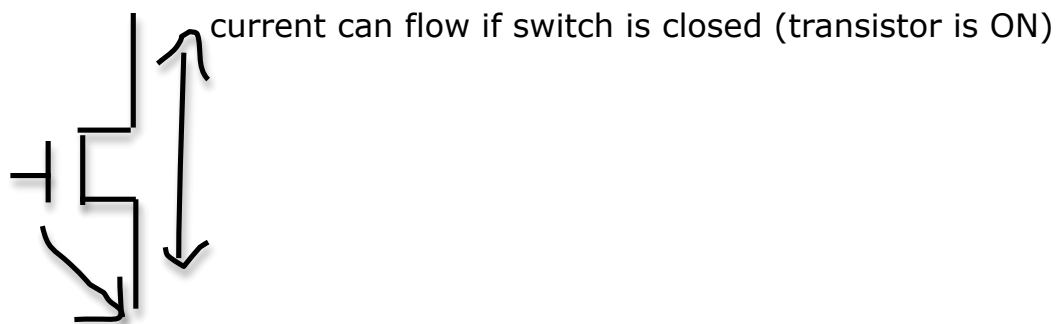 current can flow if switch is closed (transistor is ON)